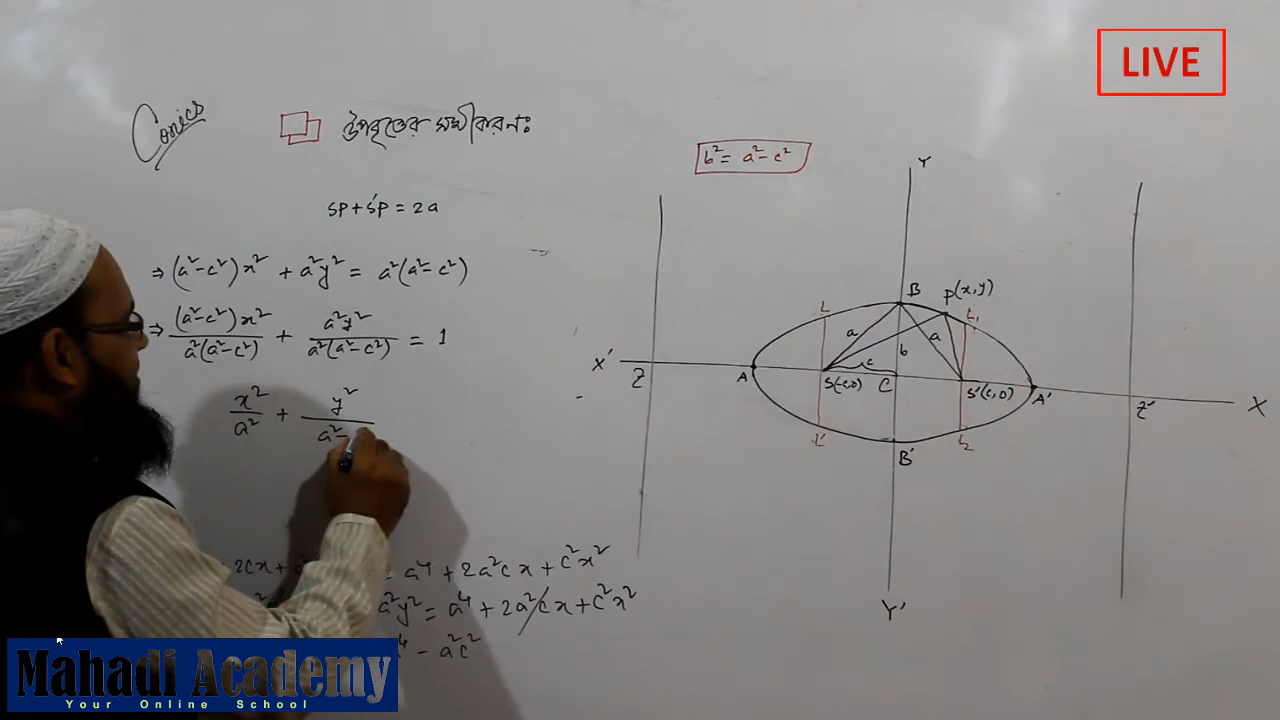 LIVE
Conics
উপবৃত্তের সমীকরণঃ
b² = a² - c²
SP + S'P = 2a
⇒ (a² - c²)x² + a²y² = a²(a² - c²)
⇒ (a² - c²)x² / a²(a² - c²) + a²y² / a²(a² - c²) = 1
x² / a² + y² / a² -
2cx + c
= a⁴ + 2a²cx + c²x²
a²y² = a⁴ + 2a²cx + c²x²
- a²c²
Y
B
P(x, y)
L
L₁
a
a
b
c
X'
Z
A
S(-c,0)
C
S'(c,0)
A'
Z'
X
L'
B'
L₂
Y'
Mahadi Academy
Your Online School